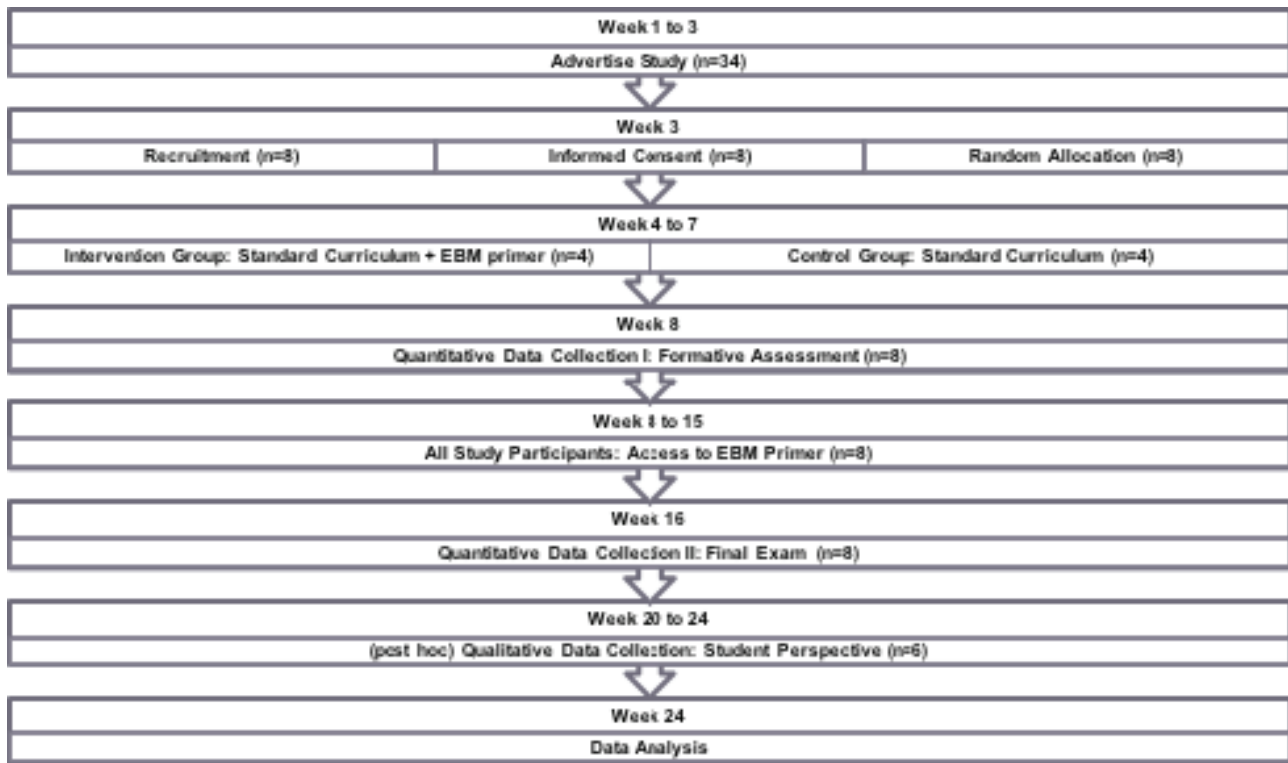 Week 1 to 3
Advertise Study (n=34)
Week 3
Recruitment (n=8)
Informed Consent (n=8)
Random Allocation (n=8)
Week 4 to 7
Intervention Group: Standard Curriculum + EBM primer (n=4)
Control Group: Standard Curriculum (n=4)
Week 8
Quantitative Data Collection I: Formative Assessment (n=8)
Week 8 to 15
All Study Participants: Access to EBM Primer (n=8)
Week 16
Quantitative Data Collection II: Final Exam (n=8)
Week 20 to 24
(post hoc) Qualitative Data Collection: Student Perspective (n=6)
Week 24
Data Analysis